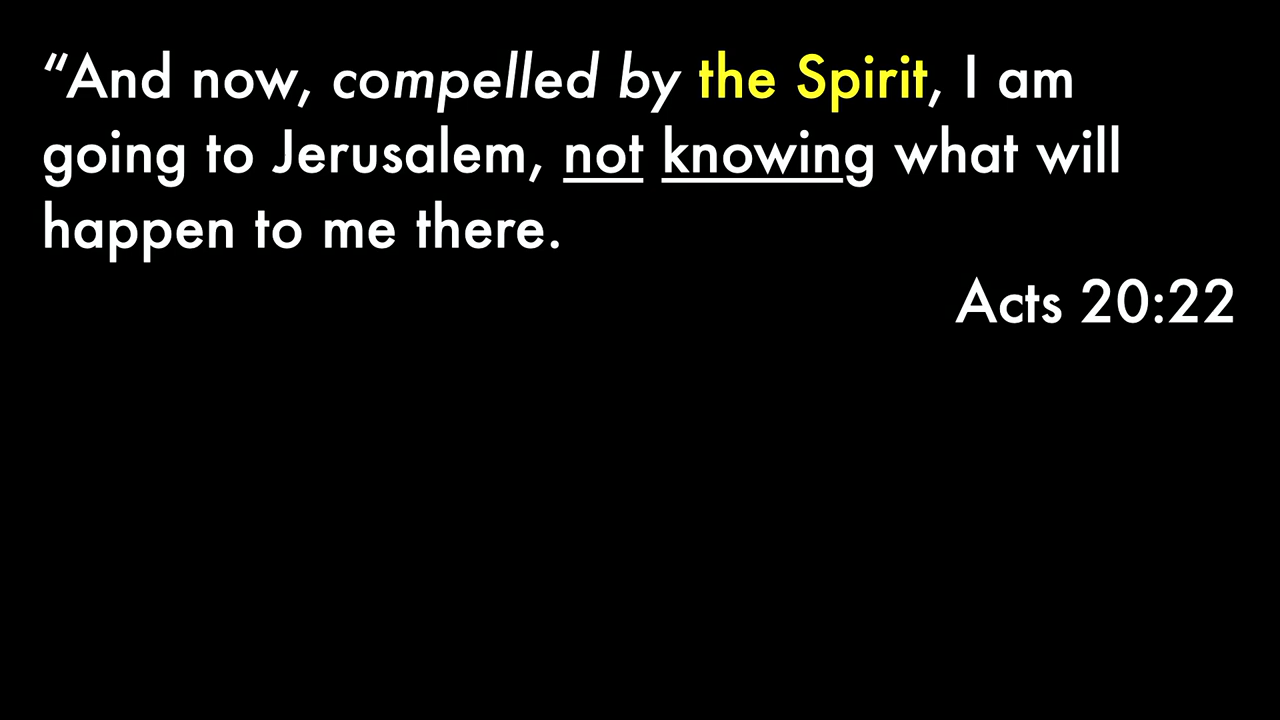 “And now, compelled by the Spirit, I am
going to Jerusalem, not knowing what will
happen to me there.
Acts 20:22